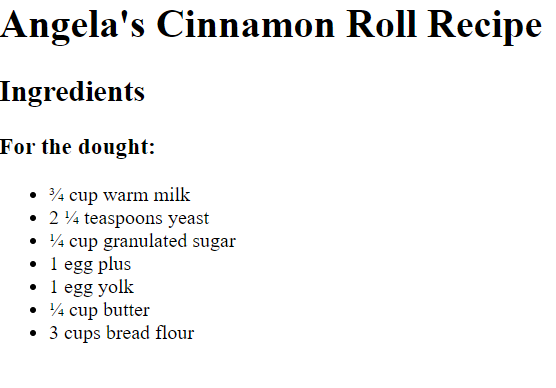 Angela's Cinnamon Roll Recipe
Ingredients
For the dought:
¾ cup warm milk
2 ¼ teaspoons yeast
¼ cup granulated sugar
1 egg plus
1 egg yolk
¼ cup butter
3 cups bread flour